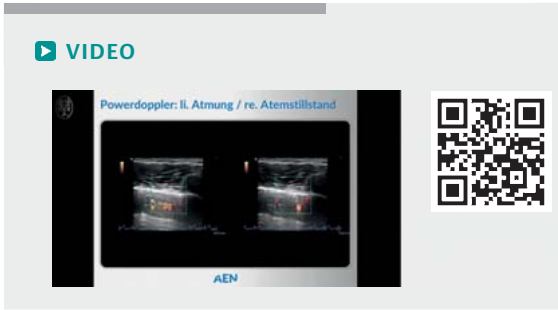 VIDEO
Powerdoppler: li. Atmung / re. Atemstillstand
AEN